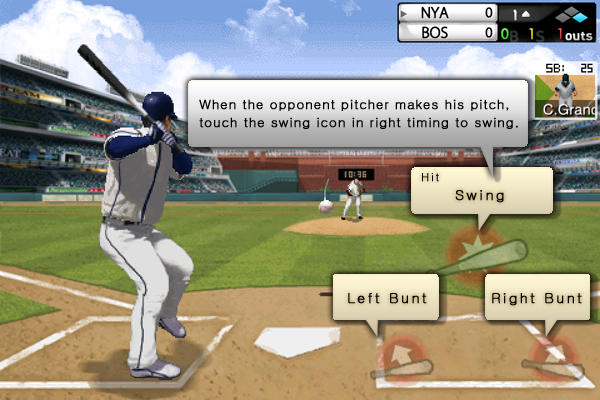 NYA 0 1
BOS 0 0B 1S 1outs
SB: 25
C.Grand
When the opponent pitcher makes his pitch,
touch the swing icon in right timing to swing.
10:36
Hit
Swing
Left Bunt
Right Bunt